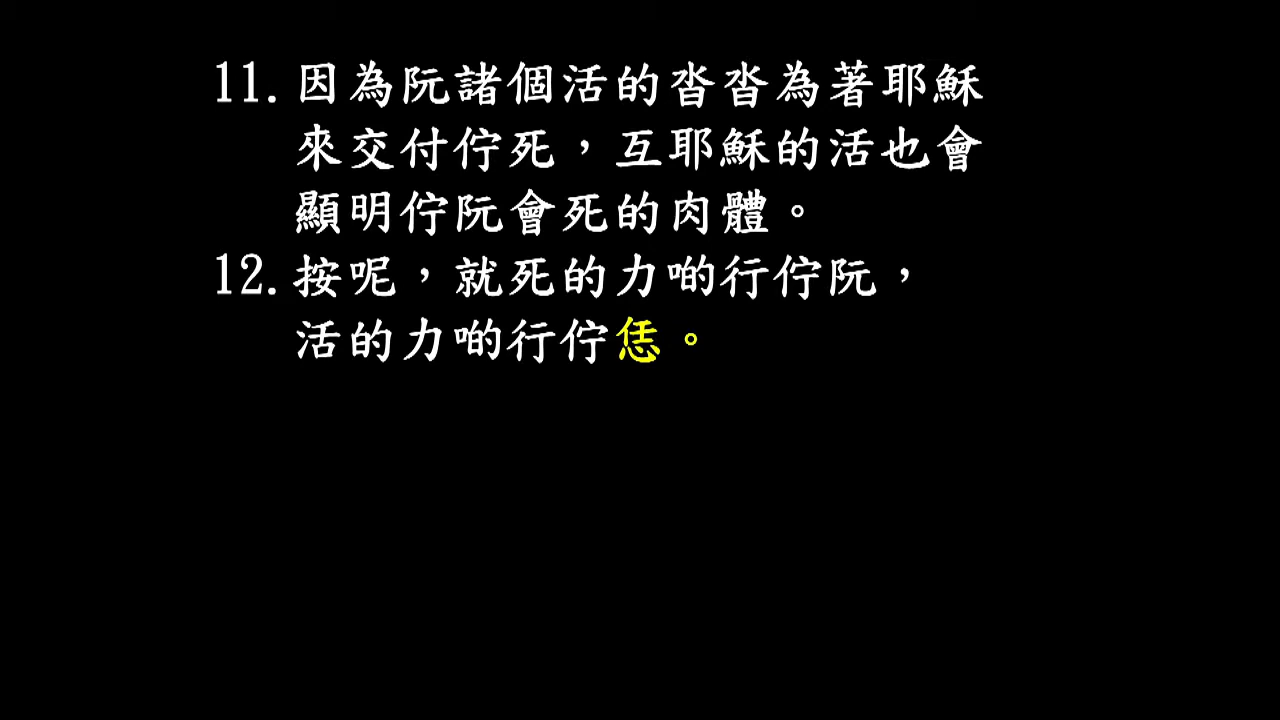 11. 因為阮諸個活的沓沓為著耶穌
來交付佇死，互耶穌的活也會
顯明佇阮會死的肉體。
12. 按呢，就死的力啲行佇阮，
活的力啲行佇恁。